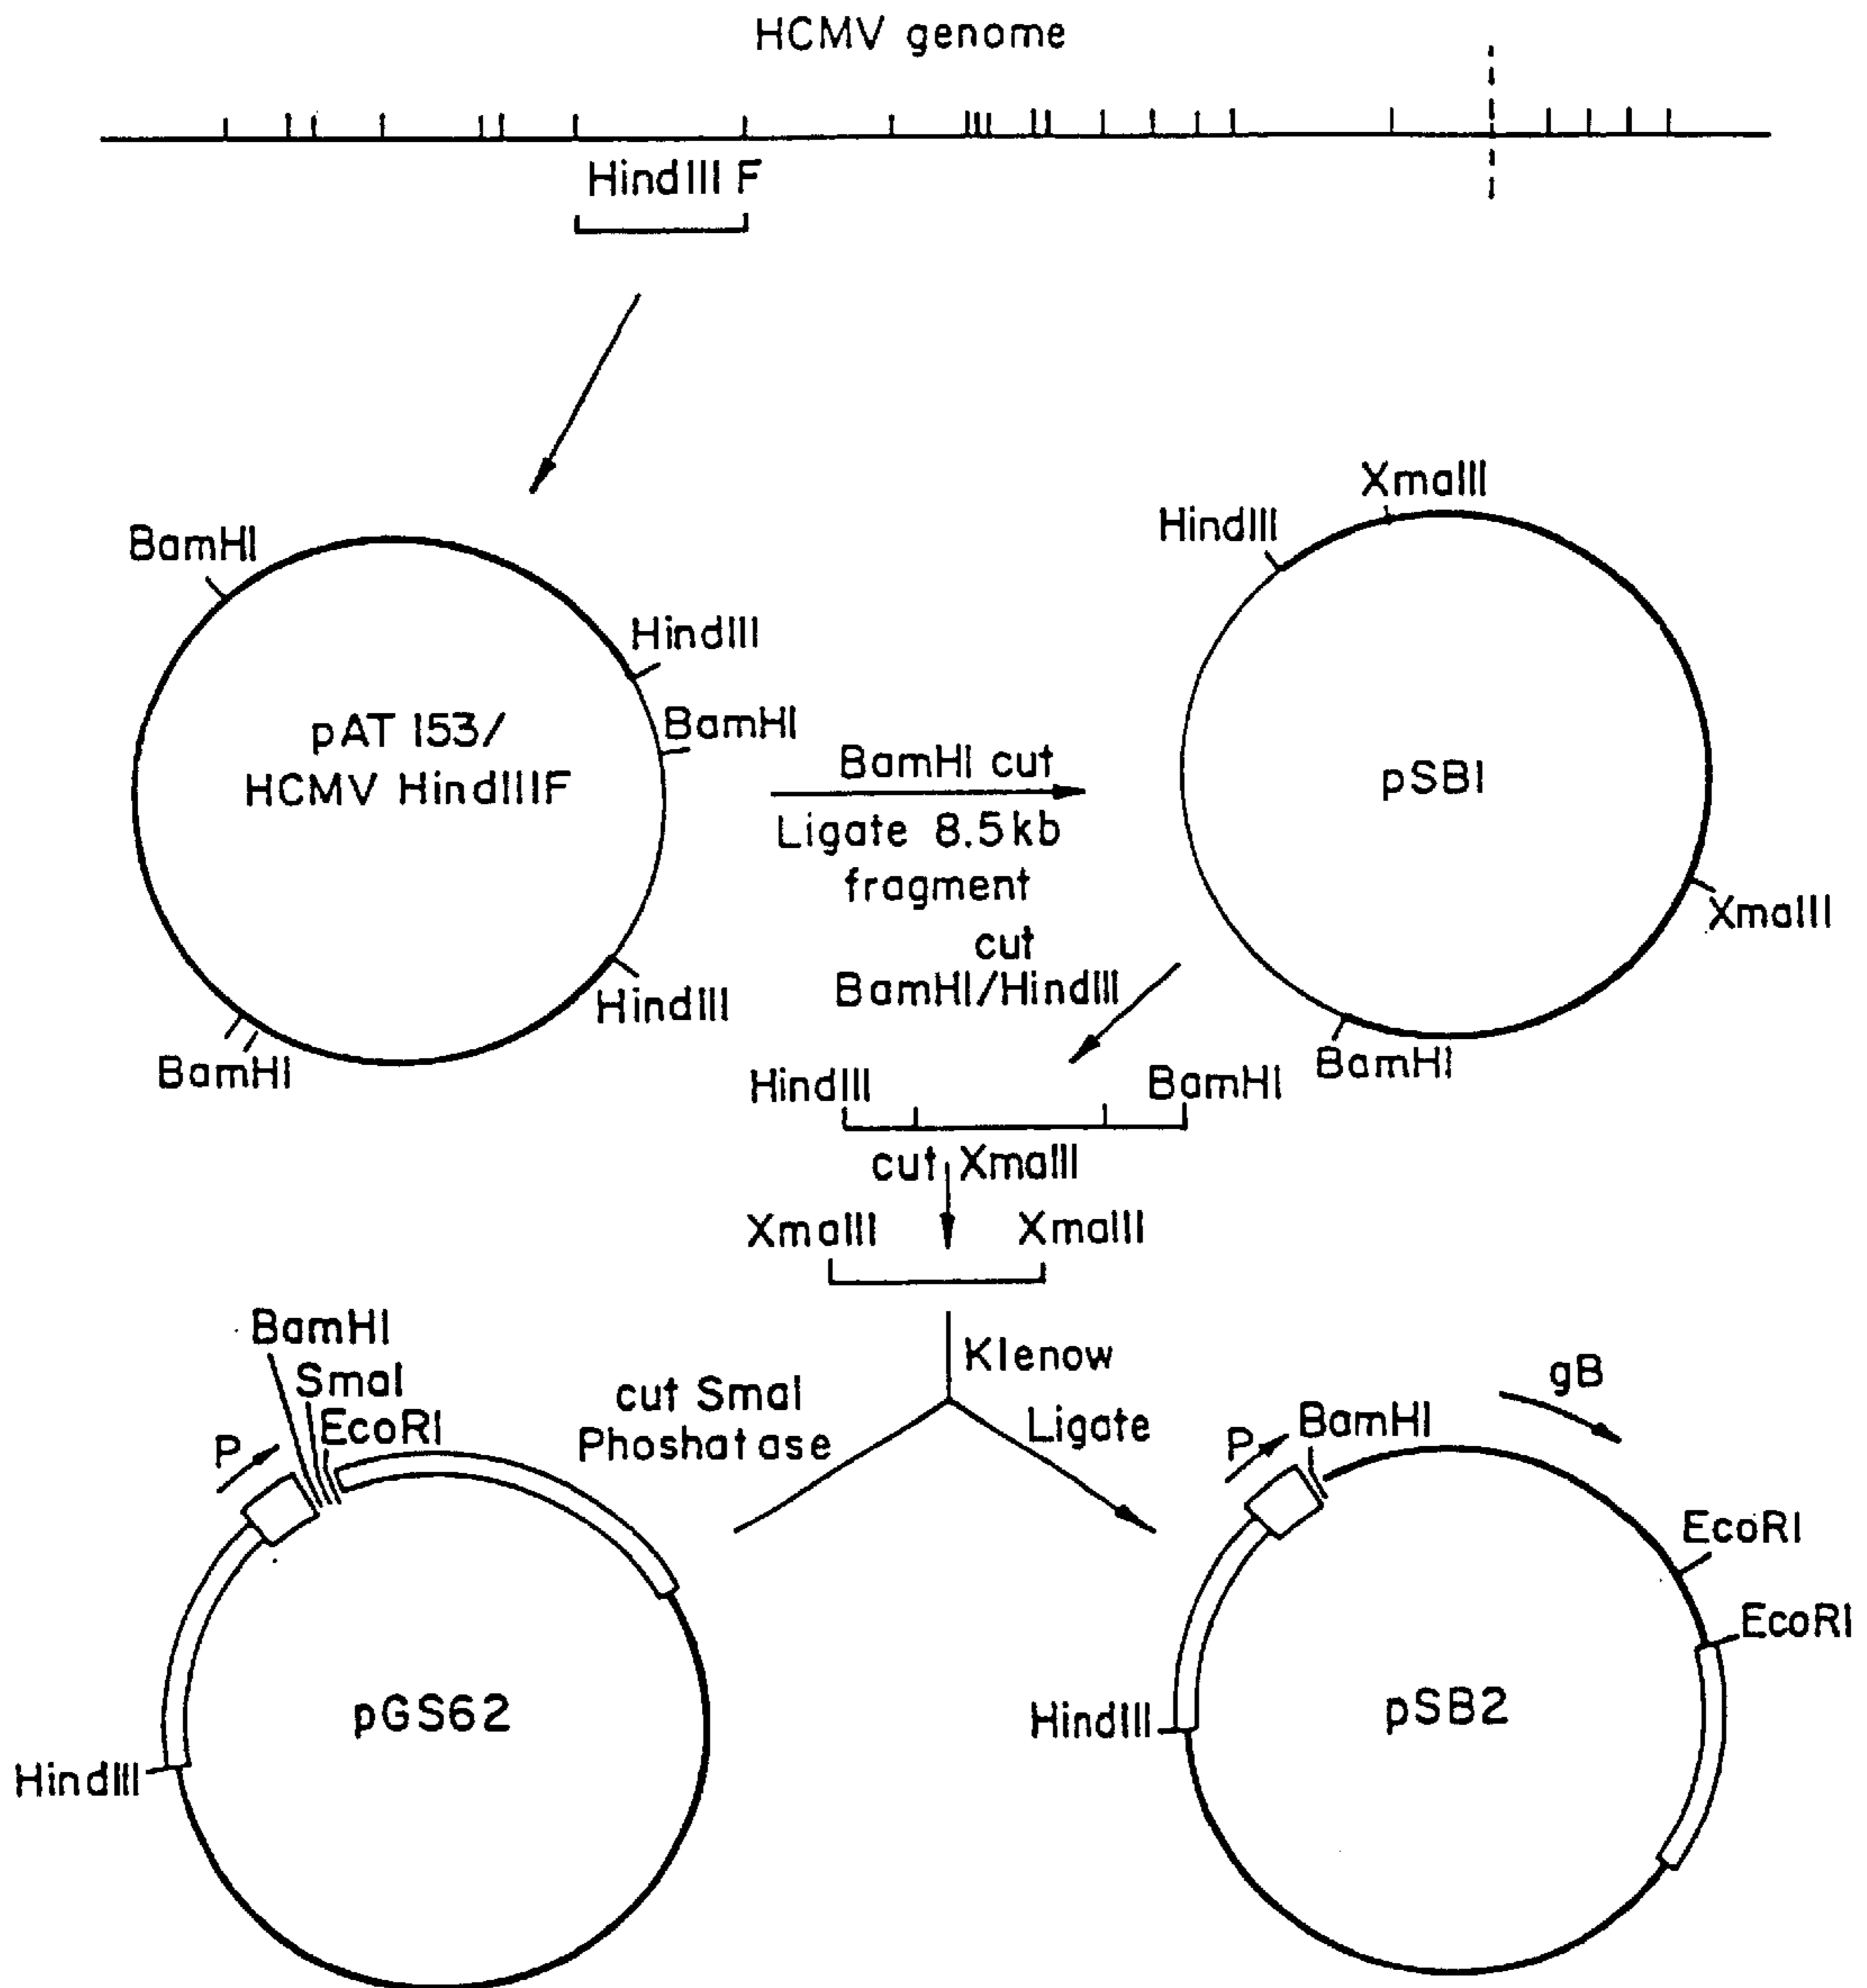 HCMV genome
HindIII F
BamHI
HindIII
BamHI
pAT 153/
HCMV HindIIIF
HindIII
BamHI
BamHI cut
Ligate 8.5kb
fragment
XmaIII
HindIII
pSB1
XmaIII
BamHI
cut
BamHI/HindIII
HindIII
BamHI
cut XmaIII
XmaIII
XmaIII
Klenow
cut SmaI
Phoshatase
Ligate
BamHI
SmaI
EcoRI
P
pGS62
HindIII
gB
P
BamHI
EcoRI
EcoRI
pSB2
HindIII